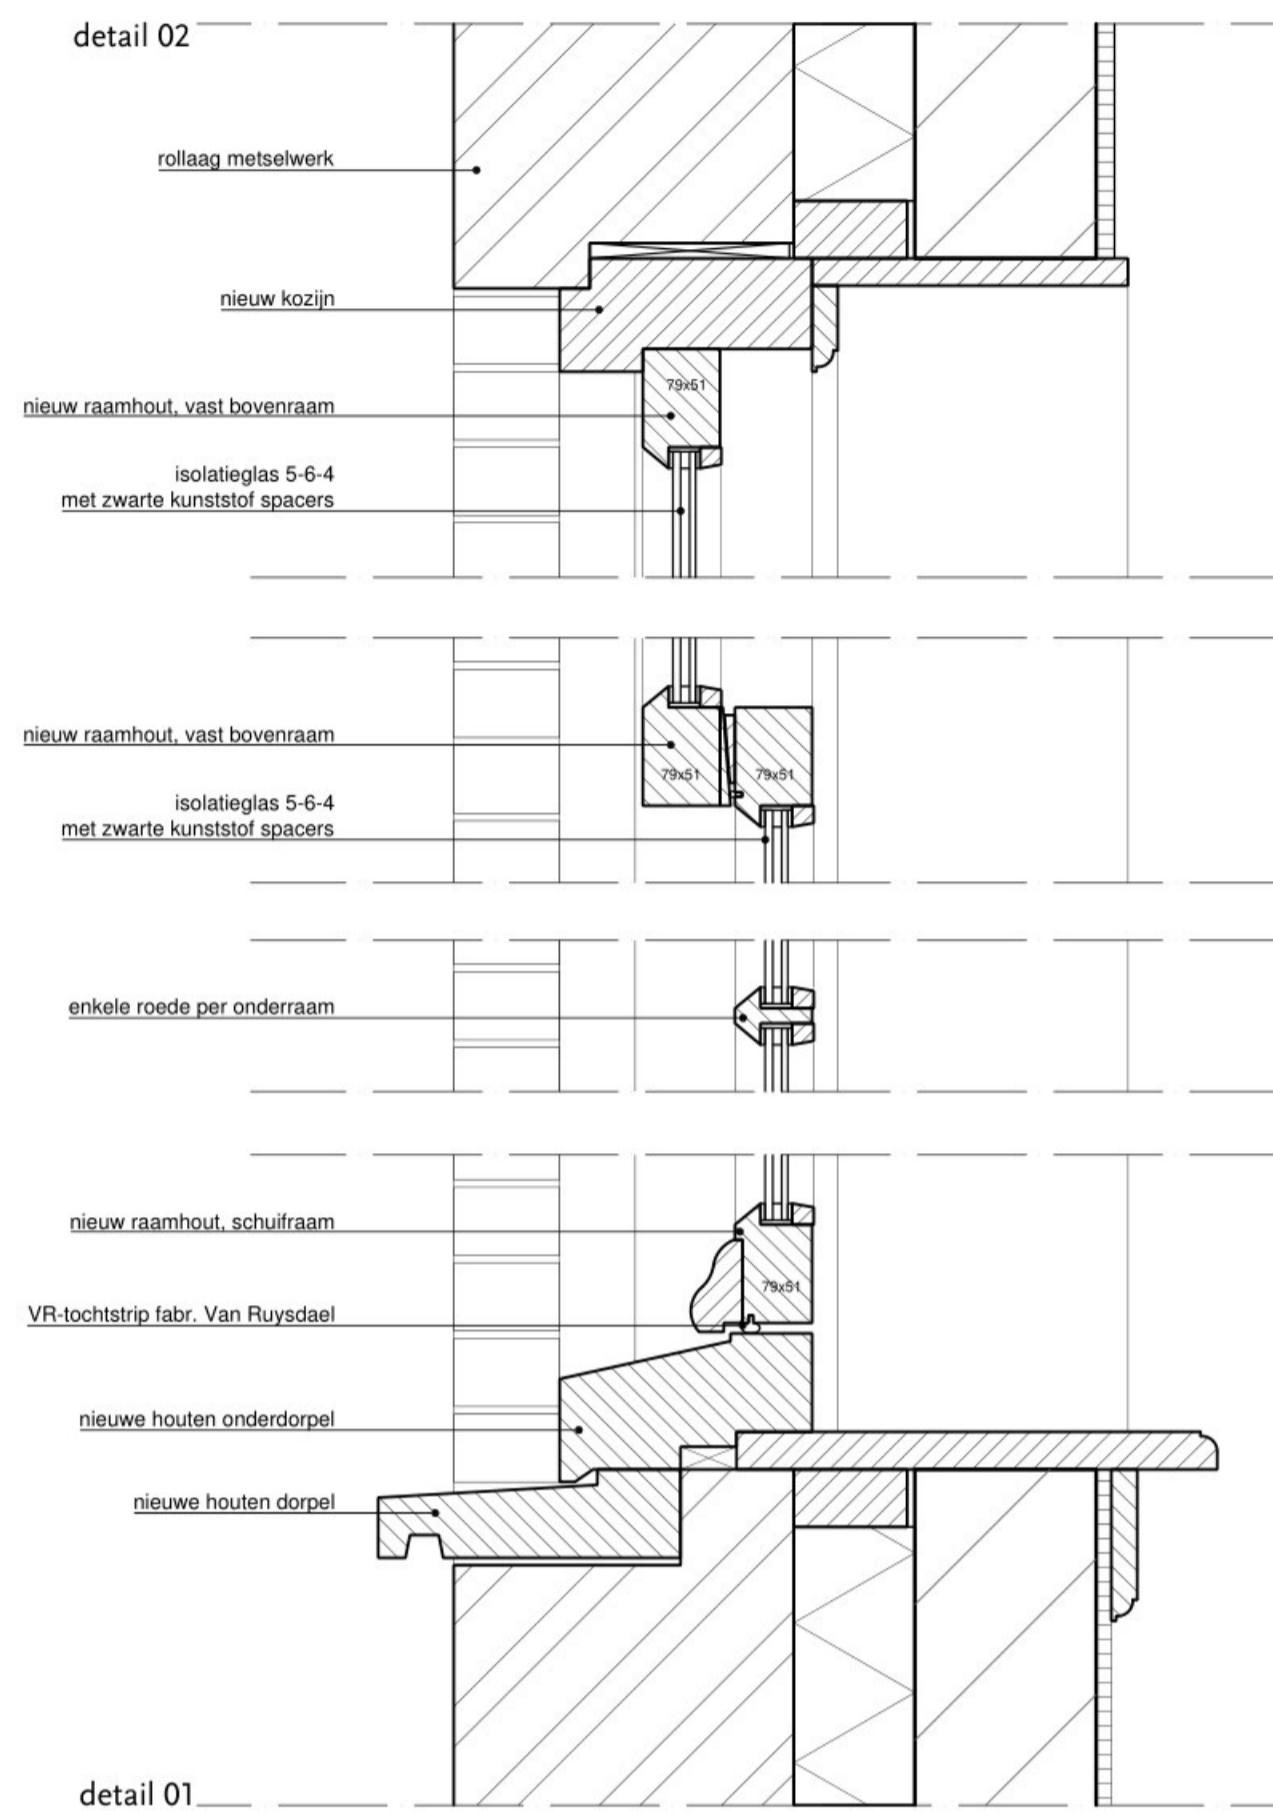 detail 02
rollaag metselwerk
nieuw kozijn
79x51
nieuw raamhout, vast bovenraam
isolatieglas 5-6-4
met zwarte kunststof spacers
nieuw raamhout, vast bovenraam
79x51
79x51
isolatieglas 5-6-4
met zwarte kunststof spacers
enkele roede per onderraam
nieuw raamhout, schuifraam
79x51
VR-tochtstrip fabr. Van Ruysdael
nieuwe houten onderdorpel
nieuwe houten dorpel
detail 01